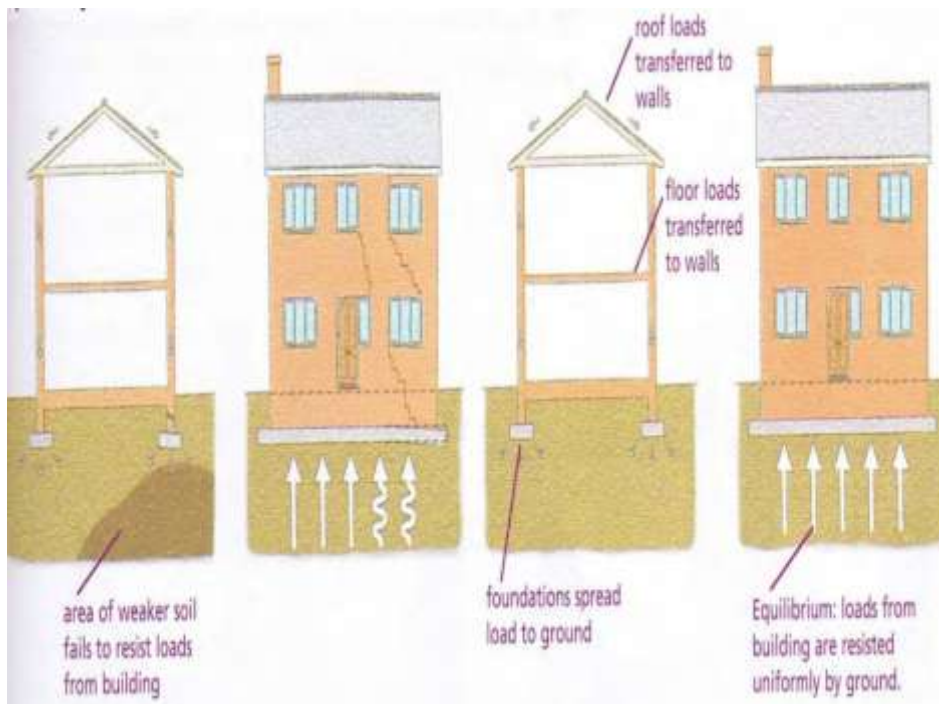 roof loads
transferred to
walls
floor loads
transferred
to walls
area of weaker soil
fails to resist loads
from building
foundations spread
load to ground
Equilibrium: loads from
building are resisted
uniformly by ground.